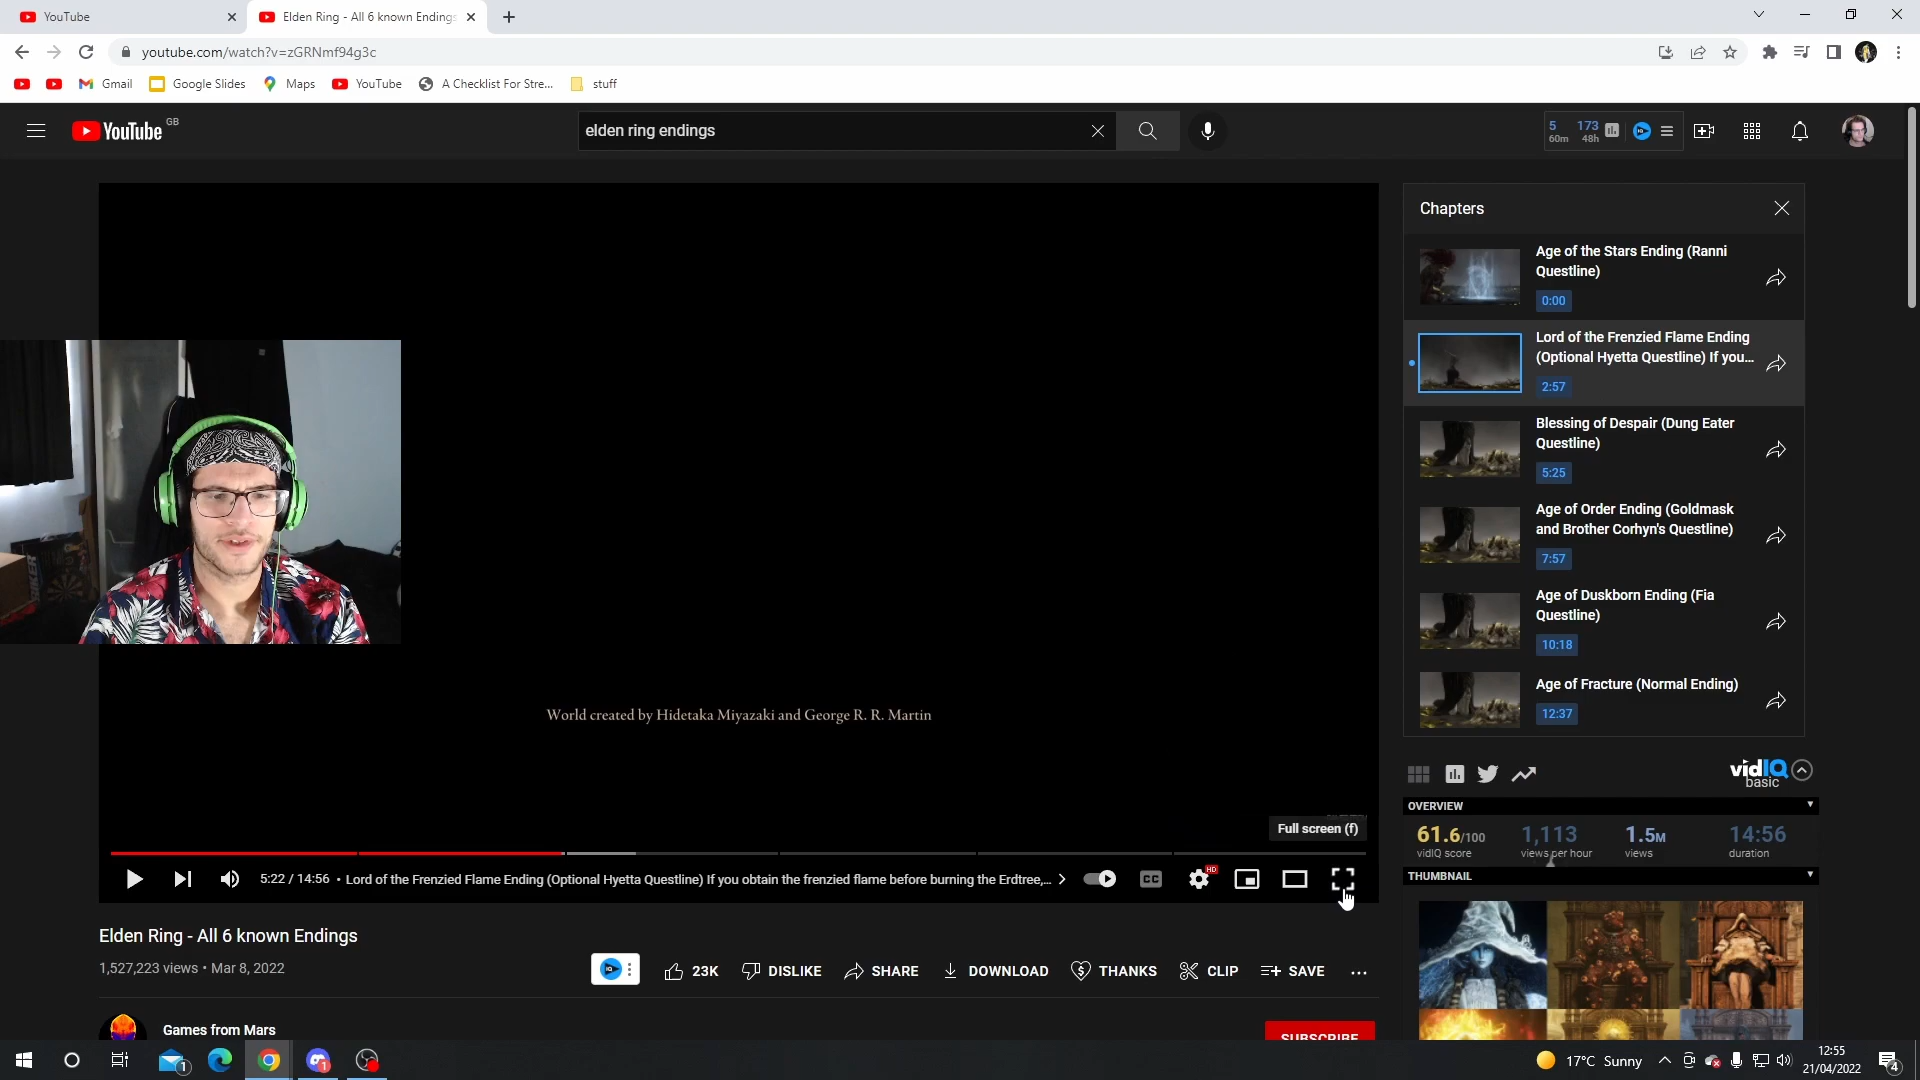 YouTube
Elden Ring - All 6 known Endings
youtube.com/watch?v=zGRNmf94g3c
Gmail
Google Slides
Maps
YouTube
A Checklist For Stre...
stuff
YouTube GB
elden ring endings
5
60m
173
48h
Chapters
Age of the Stars Ending (Ranni
Questline)
0:00
Lord of the Frenzied Flame Ending
(Optional Hyetta Questline) If you...
2:57
Blessing of Despair (Dung Eater
Questline)
5:25
Age of Order Ending (Goldmask
and Brother Corhyn's Questline)
7:57
Age of Duskborn Ending (Fia
Questline)
10:18
Age of Fracture (Normal Ending)
12:37
World created by Hidetaka Miyazaki and George R. R. Martin
Full screen (f)
5:22 / 14:56 • Lord of the Frenzied Flame Ending (Optional Hyetta Questline) If you obtain the frenzied flame before burning the Erdtree,...
CC
HD
vidIQ
basic
OVERVIEW
61.6/100
vidIQ score
1,113
views per hour
1.5M
views
14:56
duration
THUMBNAIL
Elden Ring - All 6 known Endings
1,527,223 views • Mar 8, 2022
23K
DISLIKE
SHARE
DOWNLOAD
THANKS
CLIP
SAVE
Games from Mars
SUBSCRIBE
1
1
17°C Sunny
12:55
21/04/2022
4